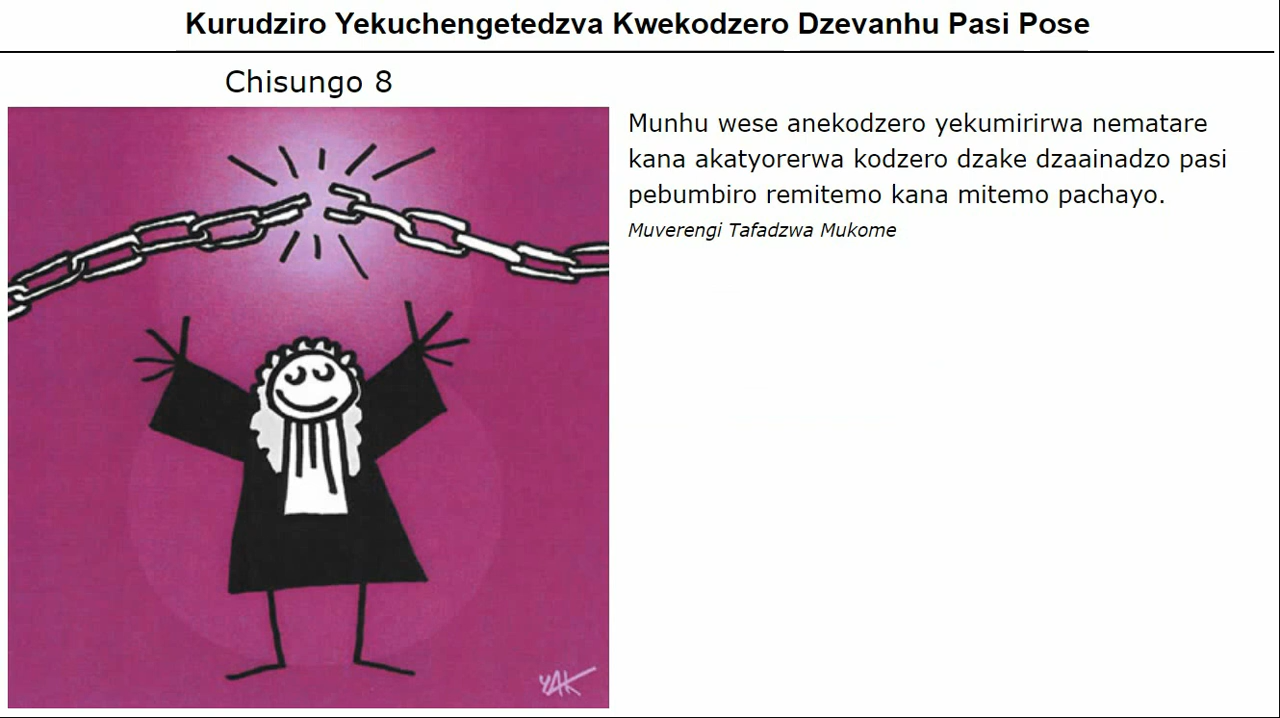 Kurudziro Yekuchengetedzva Kwekodzero Dzevanhu Pasi Pose
Chisungo 8
Munhu wese anekodzero yekumirirwa nematare
kana akatyorerwa kodzero dzake dzaainadzo pasi
pebumbiro remitemo kana mitemo pachayo.
Muverengi Tafadzwa Mukome
YAK